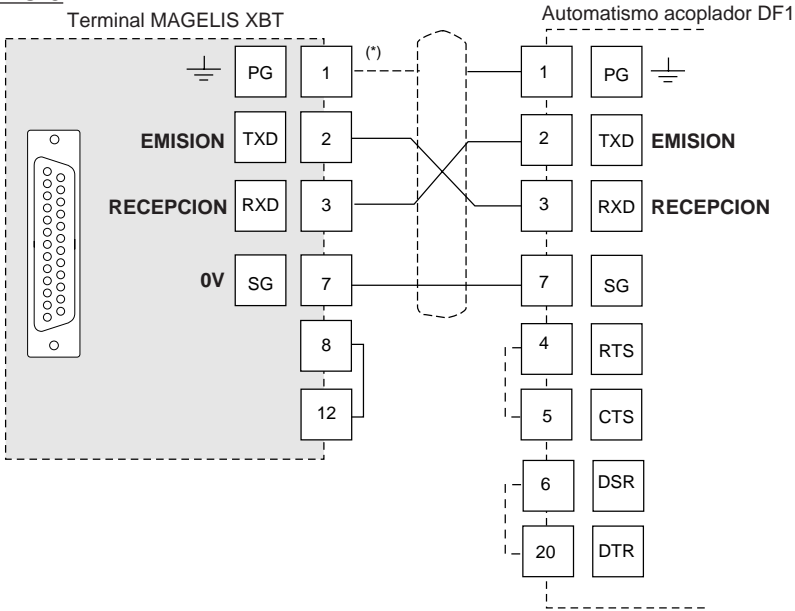 Terminal MAGELIS XBT
Automatismo acoplador DF1
PG 1 (*) 1 PG
EMISION TXD 2 2 TXD EMISION
RECEPCION RXD 3 3 RXD RECEPCION
0V SG 7 7 SG
8 4 RTS
12 5 CTS
6 DSR
20 DTR